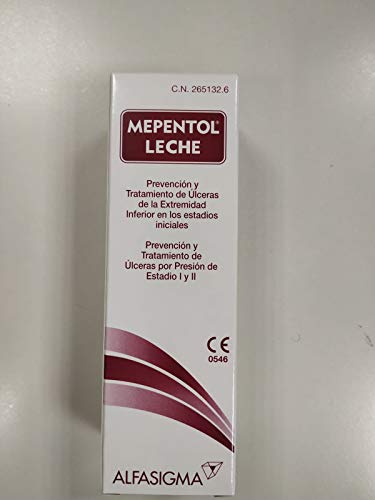 C.N. 265132.6
MEPENTOL®
LECHE
Prevención y
Tratamiento de Úlceras
de la Extremidad
Inferior en los estadios
iniciales
Prevención y
Tratamiento de
Úlceras por Presión de
Estadio I y II
CE
0546
ALFASIGMA